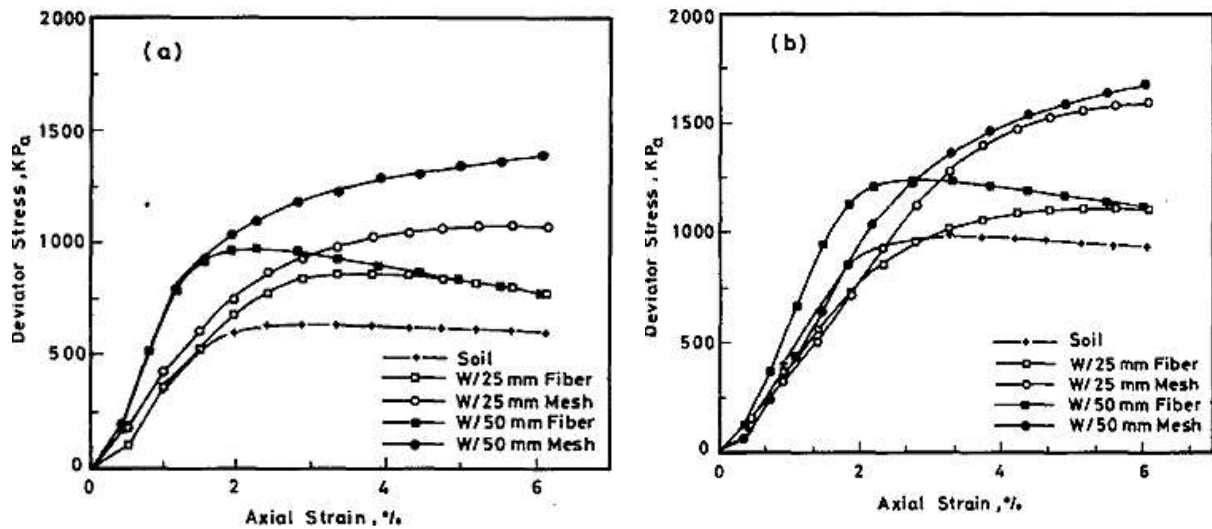 2000
(a)
1500
1000
500
0
Deviator Stress, KPa
Soil
W/25 mm Fiber
W/25 mm Mesh
W/50 mm Fiber
W/50 mm Mesh
0 2 4 6
Axial Strain, %
2000
(b)
1500
1000
500
0
Deviator Stress, KPa
Soil
W/25 mm Fiber
W/25 mm Mesh
W/50 mm Fiber
W/50 mm Mesh
0 2 4 6
Axial Strain, %